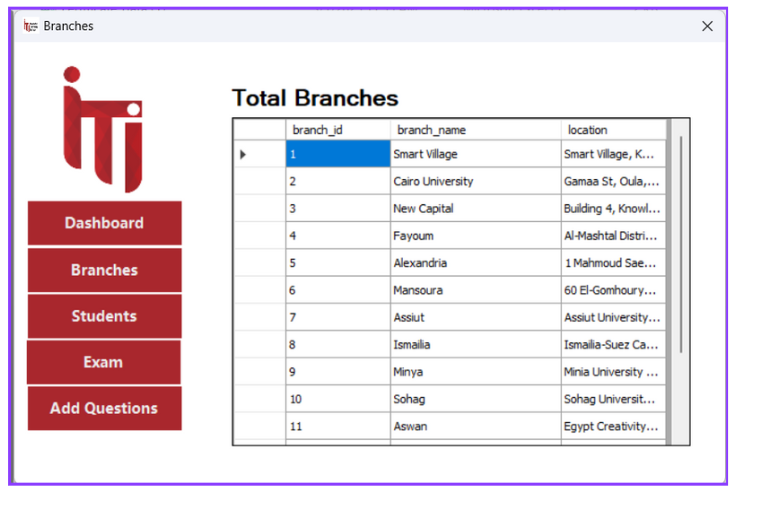 Branches
iTi
Total Branches
branch_id branch_name location
1 Smart Village Smart Village, K...
2 Cairo University Gamaa St, Oula,...
3 New Capital Building 4, Knowl...
4 Fayoum Al-Mashtal Distri...
5 Alexandria 1 Mahmoud Sae...
6 Mansoura 60 El-Gomhoury...
7 Assiut Assiut University...
8 Ismailia Ismailia-Suez Ca...
9 Minya Minia University ...
10 Sohag Sohag Universit...
11 Aswan Egypt Creativity...
Dashboard
Branches
Students
Exam
Add Questions